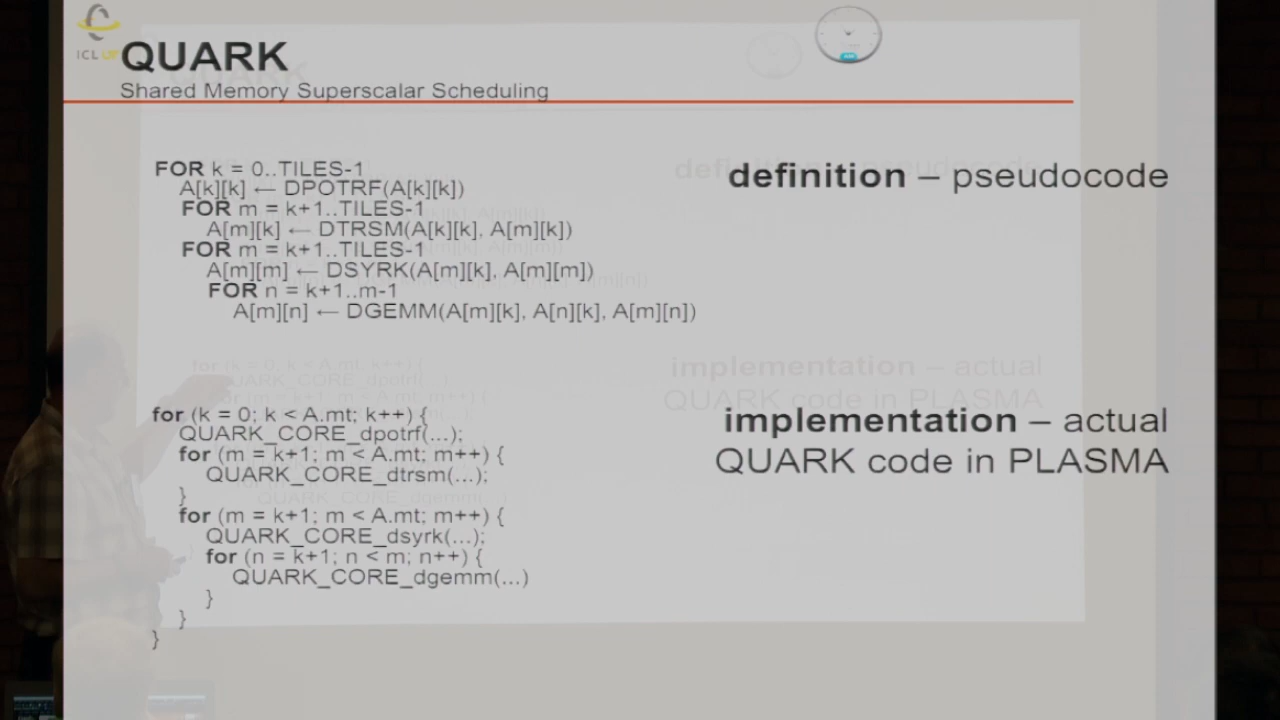 ICL UT
QUARK
Shared Memory Superscalar Scheduling
FOR k = 0..TILES-1
A[k][k] ← DPOTRF(A[k][k])
FOR m = k+1..TILES-1
A[m][k] ← DTRSM(A[k][k], A[m][k])
FOR m = k+1..TILES-1
A[m][m] ← DSYRK(A[m][k], A[m][m])
FOR n = k+1..m-1
A[m][n] ← DGEMM(A[m][k], A[n][k], A[m][n])
definition – pseudocode
for (k = 0; k < A.mt; k++) {
QUARK_CORE_dpotrf(...);
for (m = k+1; m < A.mt; m++) {
QUARK_CORE_dtrsm(...);
}
for (m = k+1; m < A.mt; m++) {
QUARK_CORE_dsyrk(...);
for (n = k+1; n < m; n++) {
QUARK_CORE_dgemm(...)
}
}
}
implementation – actual
QUARK code in PLASMA